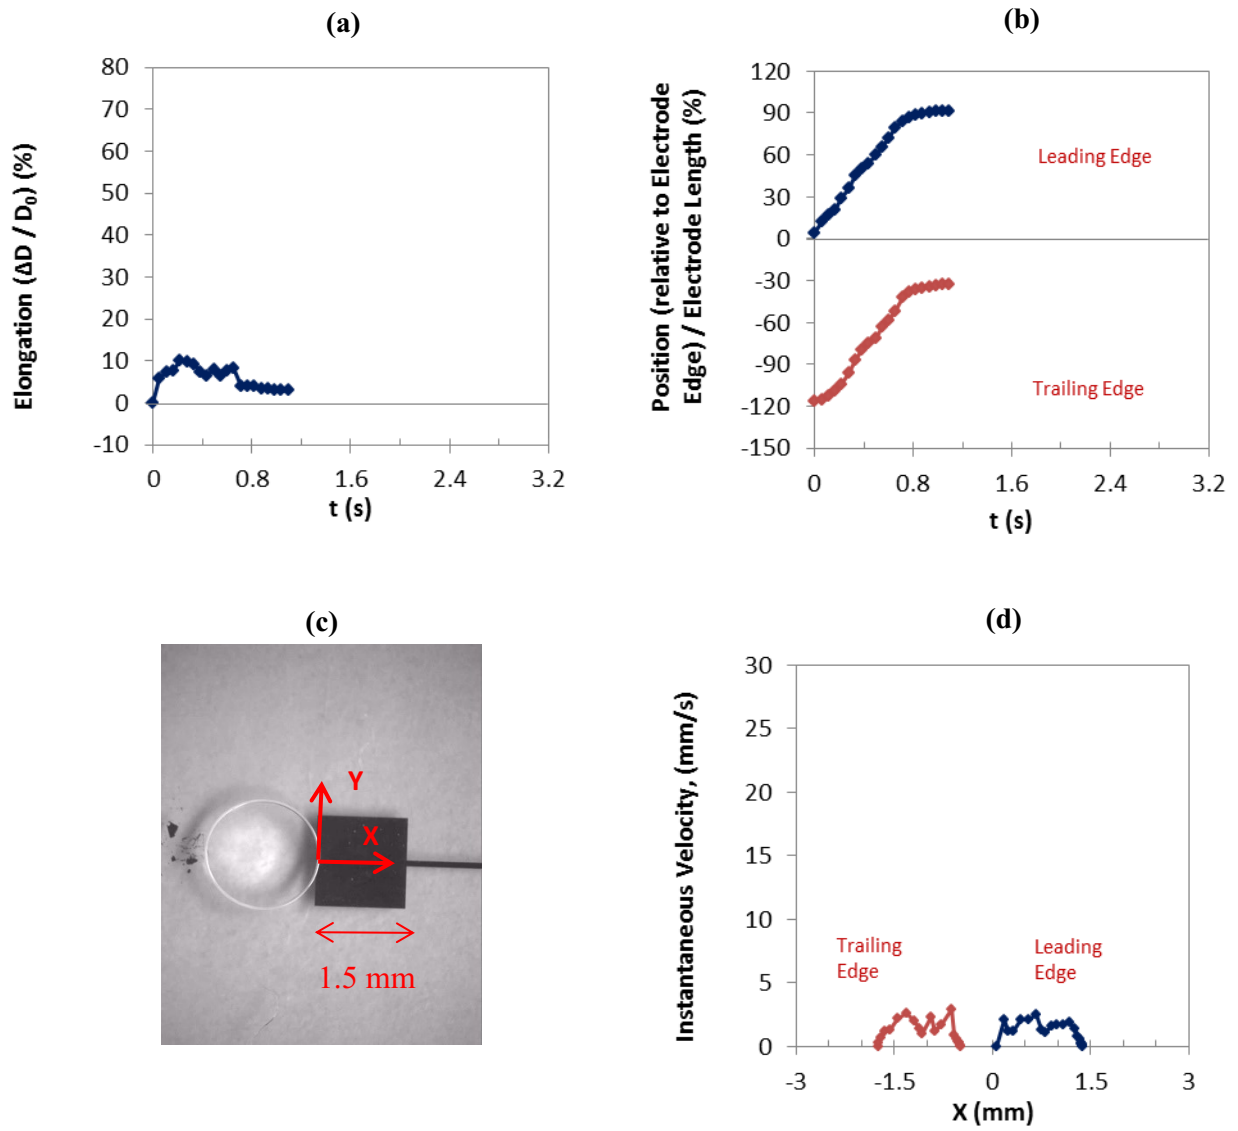 (a)
80
70
60
50
40
30
20
10
0
-10
Elongation (ΔD / D₀) (%)
0 0.8 1.6 2.4 3.2
t (s)
(b)
120
90
60
30
0
-30
-60
-90
-120
-150
Position (relative to Electrode
Edge) / Electrode Length (%)
Leading Edge
Trailing Edge
0 0.8 1.6 2.4 3.2
t (s)
(c)
Y
X
1.5 mm
(d)
30
25
20
15
10
5
0
Instantaneous Velocity, (mm/s)
Trailing
Edge
Leading
Edge
-3 -1.5 0 1.5 3
X (mm)